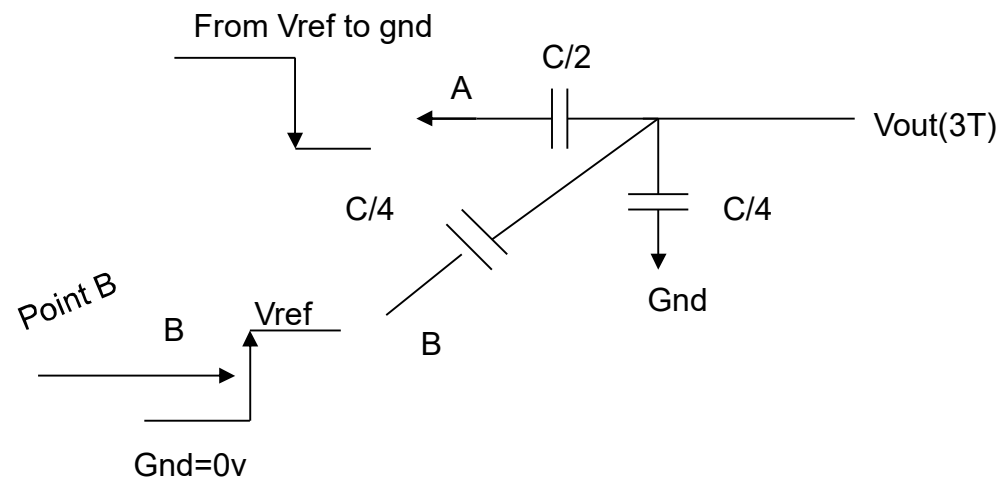 From Vref to gnd
C/2
A
Vout(3T)
C/4
C/4
Gnd
Point B
B
Vref
B
Gnd=0v